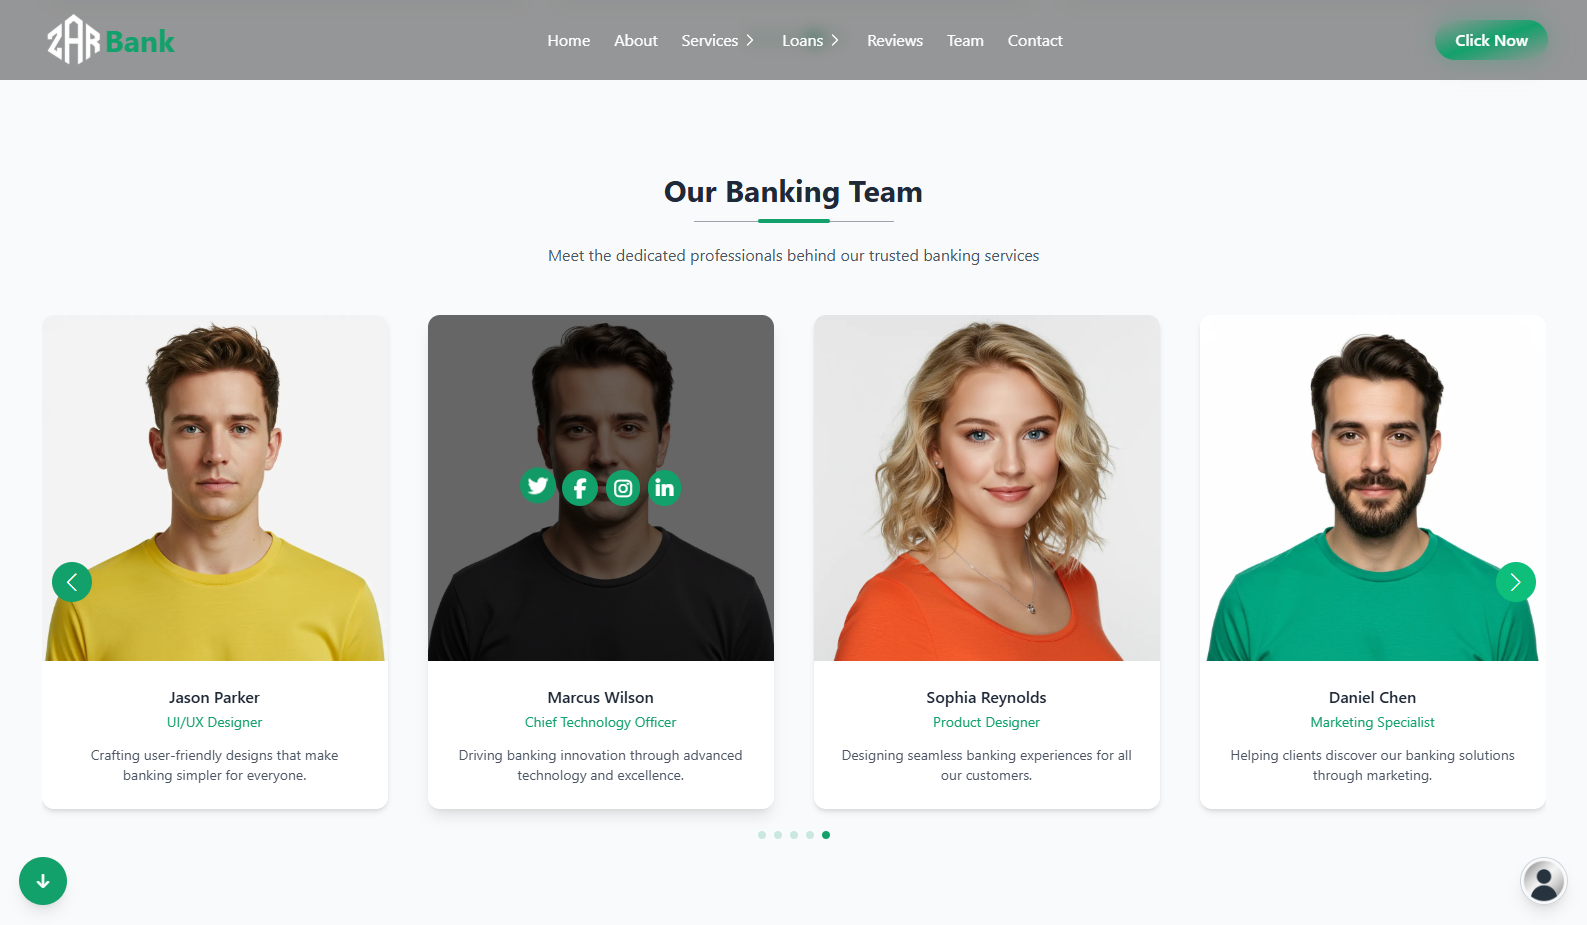 ZAR Bank
Home About Services Loans Reviews Team Contact
Click Now
Our Banking Team
Meet the dedicated professionals behind our trusted banking services
Jason Parker
UI/UX Designer
Crafting user-friendly designs that make
banking simpler for everyone.
Marcus Wilson
Chief Technology Officer
Driving banking innovation through advanced
technology and excellence.
Sophia Reynolds
Product Designer
Designing seamless banking experiences for all
our customers.
Daniel Chen
Marketing Specialist
Helping clients discover our banking solutions
through marketing.